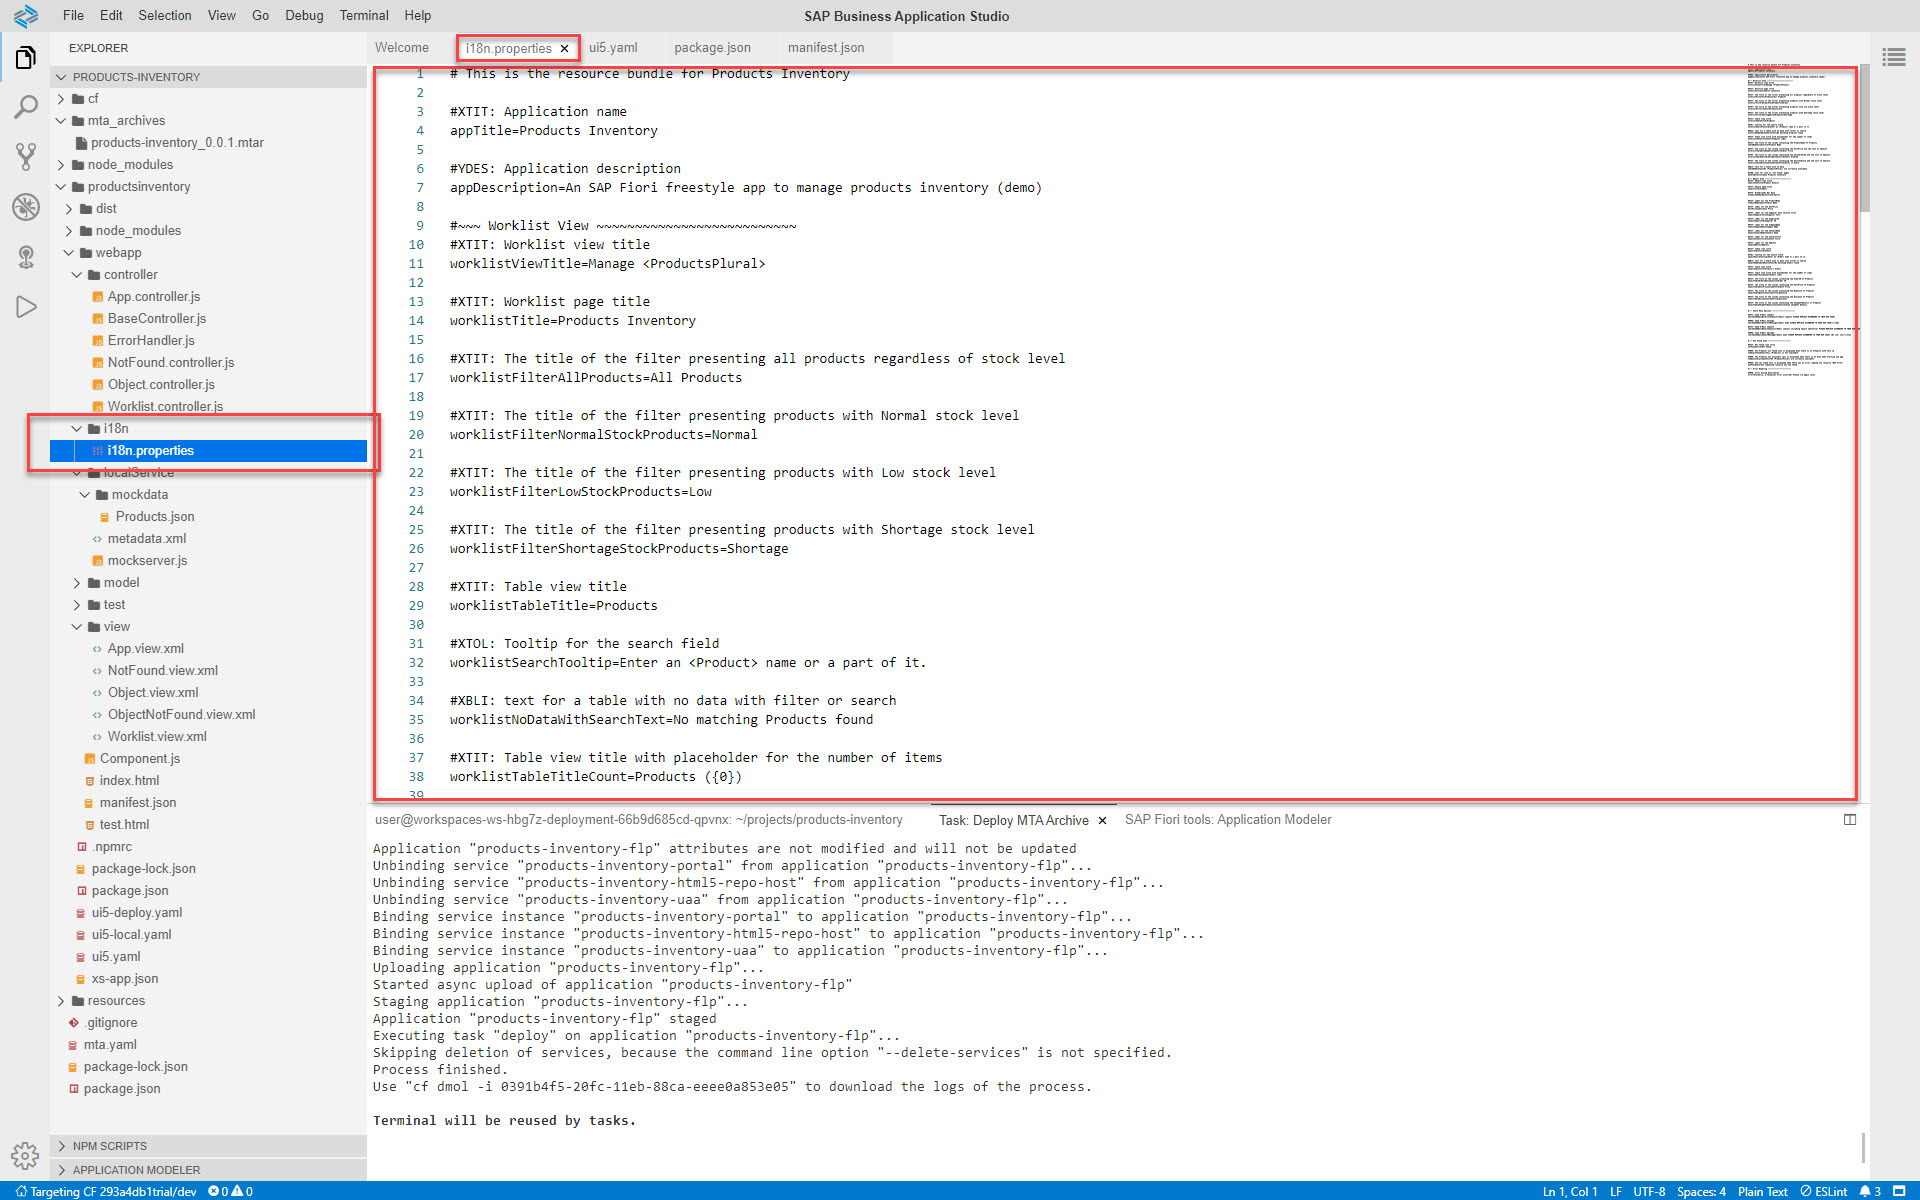 File Edit Selection View Go Debug Terminal Help
SAP Business Application Studio
EXPLORER
PRODUCTS-INVENTORY
cf
mta_archives
products-inventory_0.0.1.mtar
node_modules
productsinventory
dist
node_modules
webapp
controller
App.controller.js
BaseController.js
ErrorHandler.js
NotFound.controller.js
Object.controller.js
Worklist.controller.js
i18n
i18n.properties
localService
mockdata
Products.json
metadata.xml
mockserver.js
model
test
view
App.view.xml
NotFound.view.xml
Object.view.xml
ObjectNotFound.view.xml
Worklist.view.xml
Component.js
index.html
manifest.json
test.html
.npmrc
package-lock.json
package.json
ui5-deploy.yaml
ui5-local.yaml
ui5.yaml
xs-app.json
resources
.gitignore
mta.yaml
package-lock.json
package.json
NPM SCRIPTS
APPLICATION MODELER
Welcome i18n.properties ui5.yaml package.json manifest.json
1 # This is the resource bundle for Products Inventory
2
3 #XTIT: Application name
4 appTitle=Products Inventory
5
6 #YDES: Application description
7 appDescription=An SAP Fiori freestyle app to manage products inventory (demo)
8
9 #~~~ Worklist View ~~~~~~~~~~~~~~~~~~~~~~~~~~
10 #XTIT: Worklist view title
11 worklistViewTitle=Manage <ProductsPlural>
12
13 #XTIT: Worklist page title
14 worklistTitle=Products Inventory
15
16 #XTIT: The title of the filter presenting all products regardless of stock level
17 worklistFilterAllProducts=All Products
18
19 #XTIT: The title of the filter presenting products with Normal stock level
20 worklistFilterNormalStockProducts=Normal
21
22 #XTIT: The title of the filter presenting products with Low stock level
23 worklistFilterLowStockProducts=Low
24
25 #XTIT: The title of the filter presenting products with Shortage stock level
26 worklistFilterShortageStockProducts=Shortage
27
28 #XTIT: Table view title
29 worklistTableTitle=Products
30
31 #XTOL: Tooltip for the search field
32 worklistSearchTooltip=Enter an <Product> name or a part of it.
33
34 #XBLI: text for a table with no data with filter or search
35 worklistNoDataWithSearchText=No matching Products found
36
37 #XTIT: Table view title with placeholder for the number of items
38 worklistTableTitleCount=Products ({0})
39
user@workspaces-ws-hbg7z-deployment-66b9d685cd-qpvnx: ~/projects/products-inventory Task: Deploy MTA Archive SAP Fiori tools: Application Modeler
Application "products-inventory-flp" attributes are not modified and will not be updated
Unbinding service "products-inventory-portal" from application "products-inventory-flp"...
Unbinding service "products-inventory-html5-repo-host" from application "products-inventory-flp"...
Unbinding service "products-inventory-uaa" from application "products-inventory-flp"...
Binding service instance "products-inventory-portal" to application "products-inventory-flp"...
Binding service instance "products-inventory-html5-repo-host" to application "products-inventory-flp"...
Binding service instance "products-inventory-uaa" to application "products-inventory-flp"...
Uploading application "products-inventory-flp"...
Started async upload of application "products-inventory-flp"
Staging application "products-inventory-flp"...
Application "products-inventory-flp" staged
Executing task "deploy" on application "products-inventory-flp"...
Skipping deletion of services, because the command line option "--delete-services" is not specified.
Process finished.
Use "cf dmol -i 0391b4f5-20fc-11eb-88ca-eeee0a853e05" to download the logs of the process.
Terminal will be reused by tasks.
Targeting CF 293a4db1trial/dev 0 0 Ln 1, Col 1 LF UTF-8 Spaces: 4 Plain Text ESLint 3